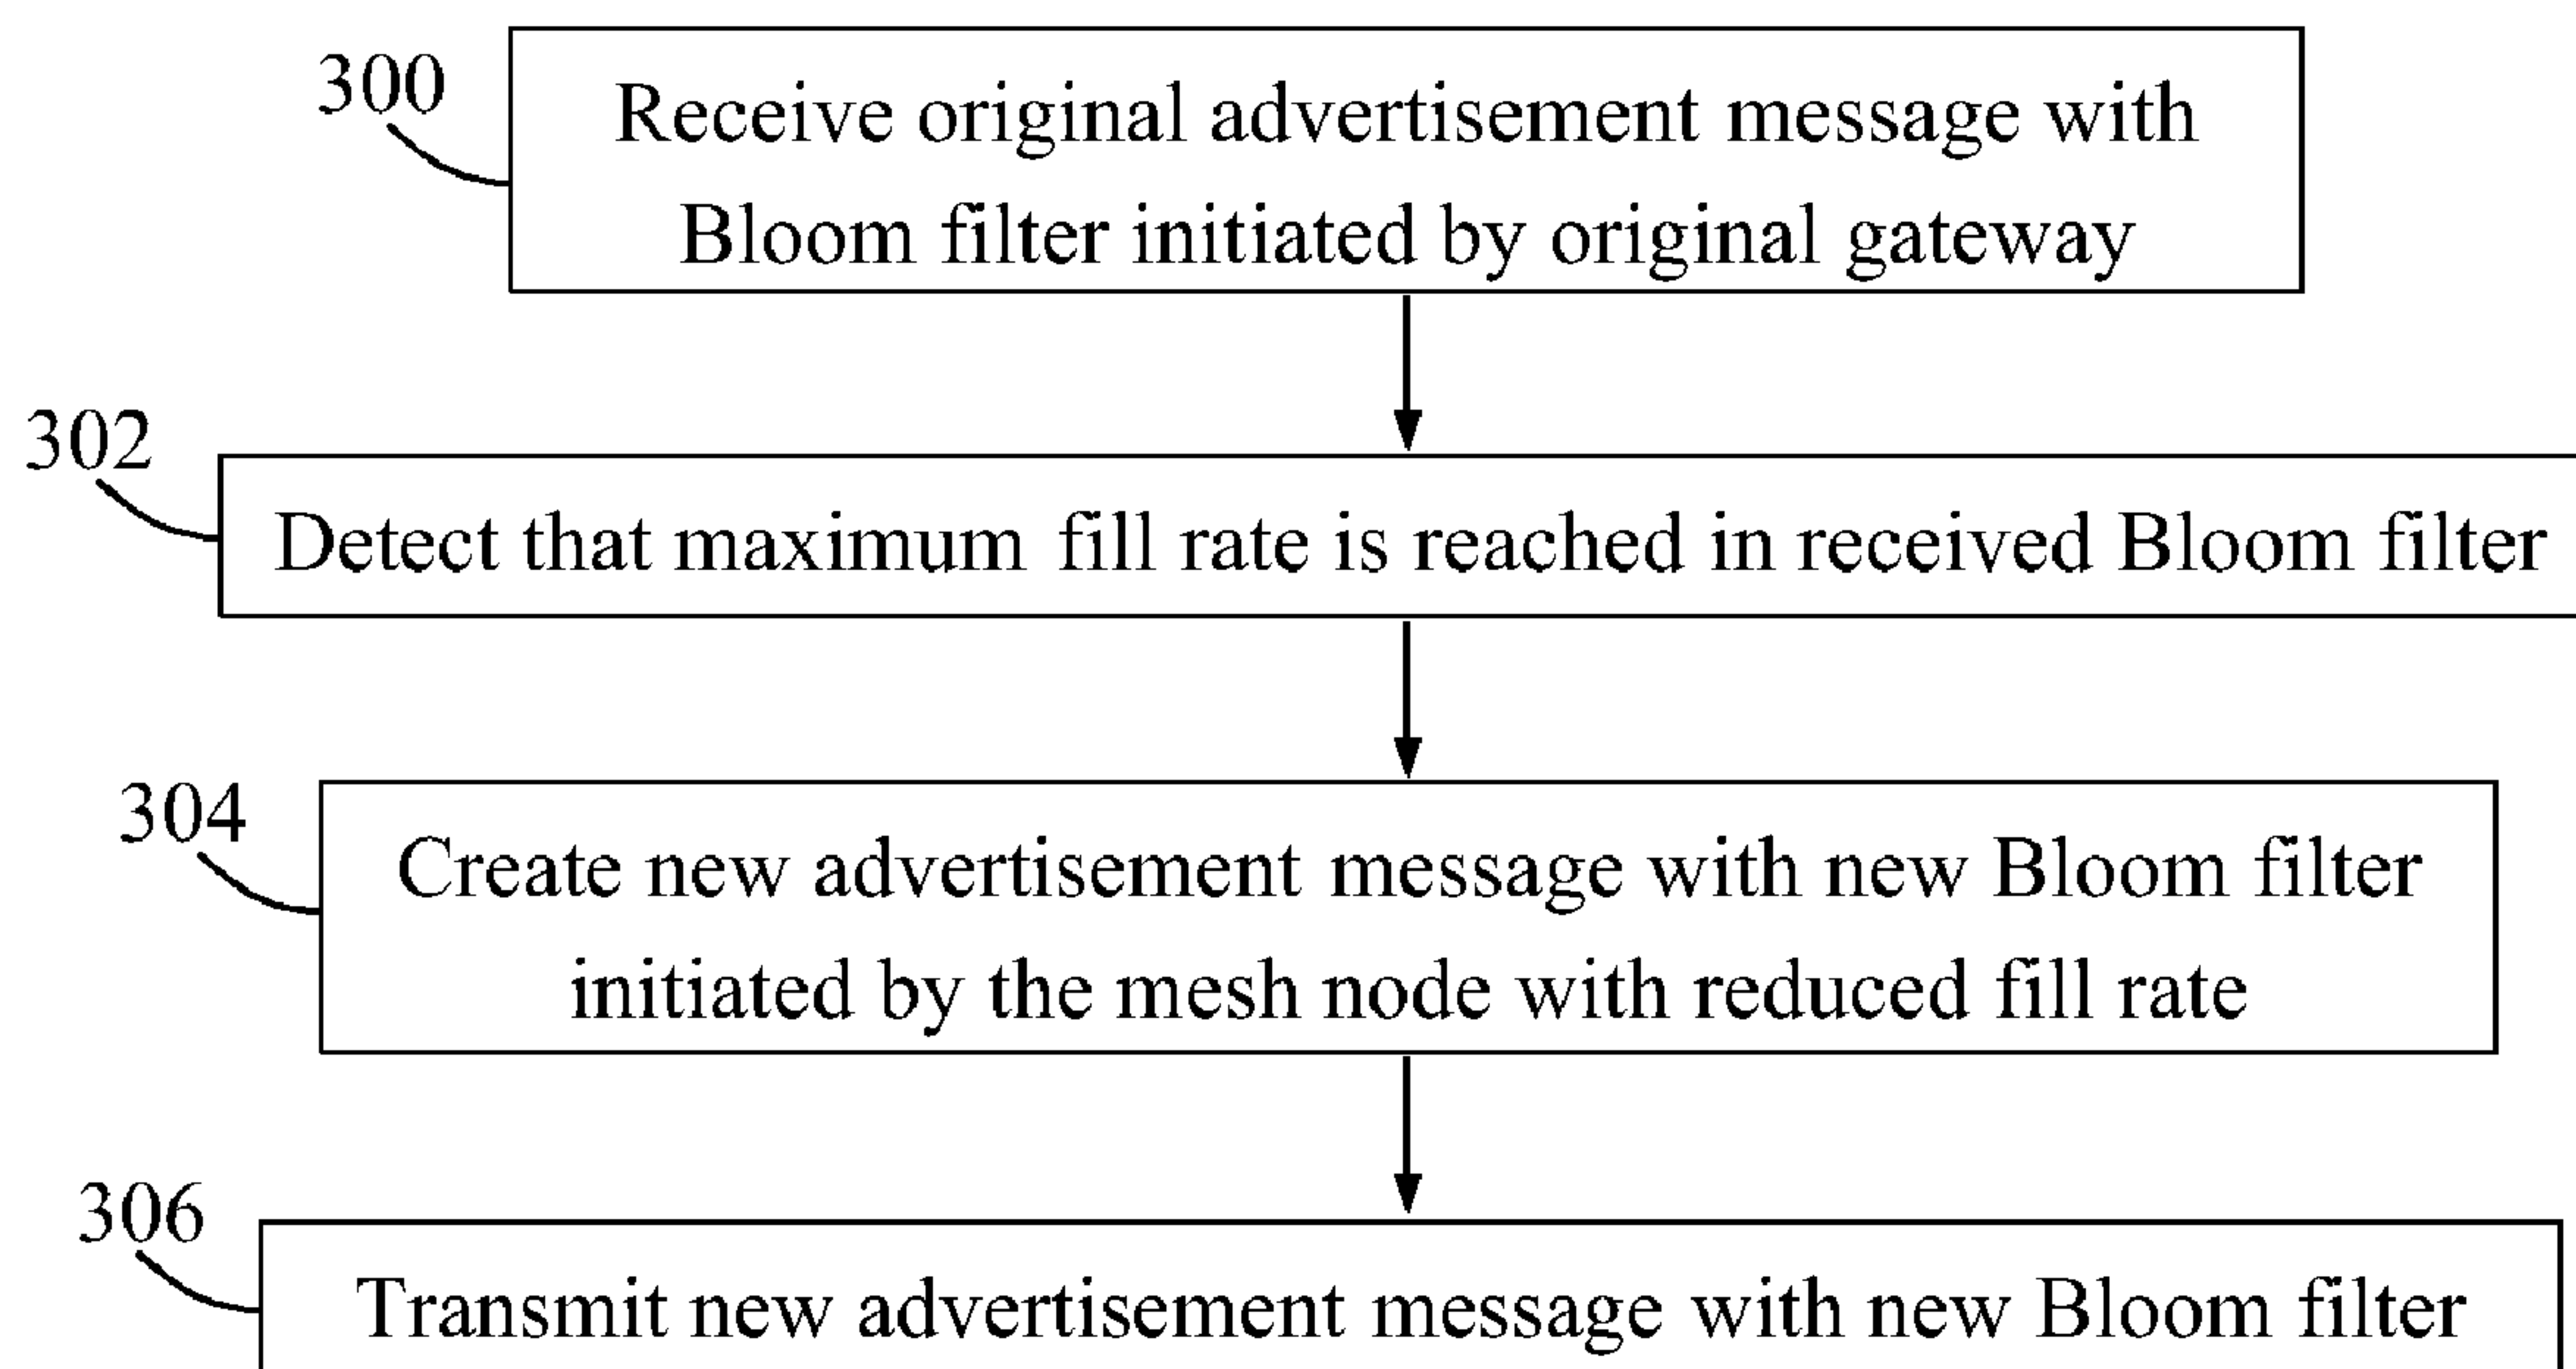 300
Receive original advertisement message with
Bloom filter initiated by original gateway
302
Detect that maximum fill rate is reached in received Bloom filter
304
Create new advertisement message with new Bloom filter
initiated by the mesh node with reduced fill rate
306
Transmit new advertisement message with new Bloom filter